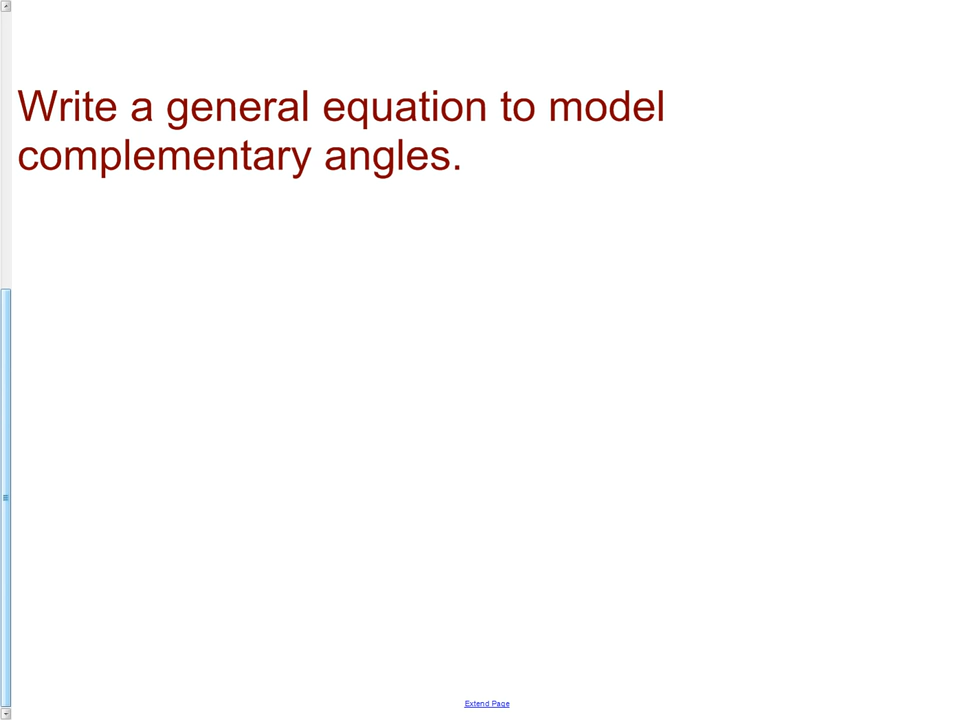 Write a general equation to model
complementary angles.
Extend Page